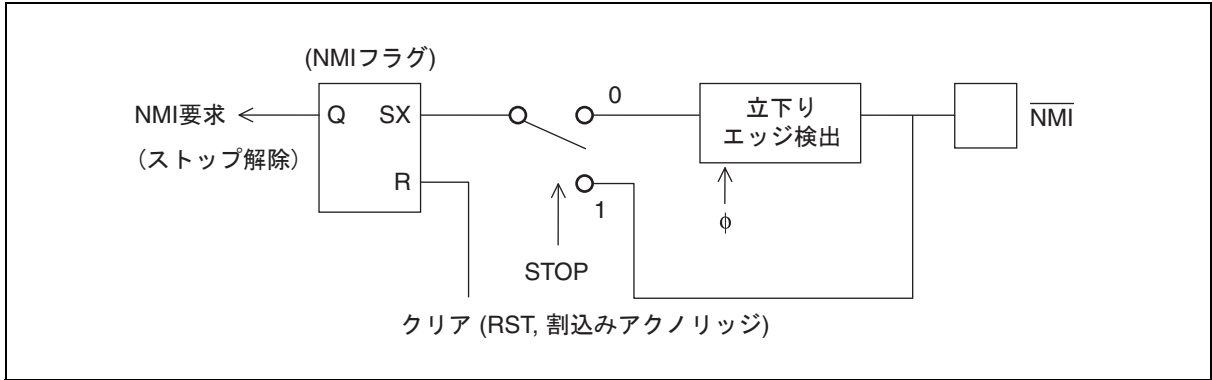 (NMIフラグ)
NMI要求
(ストップ解除)
Q
SX
R
0
1
STOP
立下り
エッジ検出
φ
NMI
クリア (RST, 割込みアクノリッジ)